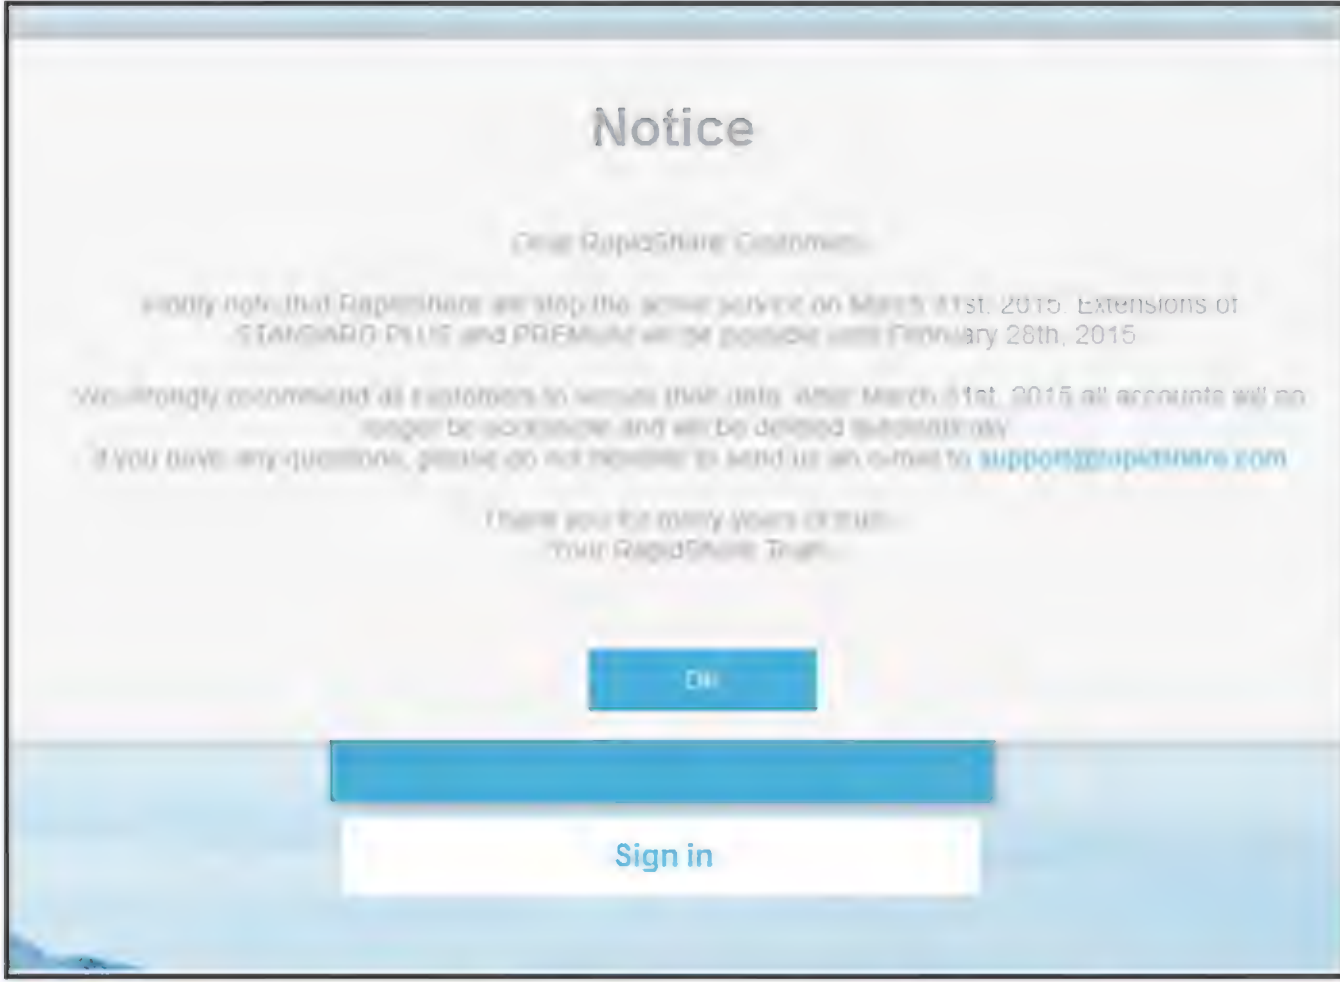 Notice
Dear RapidShare Customers,
Kindly note that RapidShare will stop the active service on March 31st, 2015. Extensions of
STANDARD PLUS and PREMIUM will be possible until February 28th, 2015
We strongly recommend all customers to secure their data. After March 31st, 2015 all accounts will no
longer be accessible and will be deleted automatically
If you have any questions, please do not hesitate to send us an e-mail to support@rapidshare.com
Thank you for many years of trust.
Your RapidShare Team
OK
Sign in